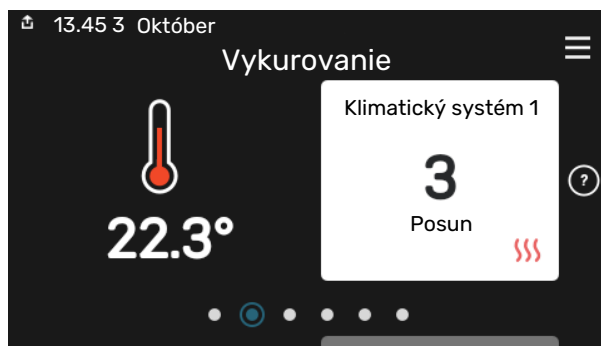 13.45 3 Október
Vykurovanie
Klimatický systém 1
3
Posun
22.3°
?